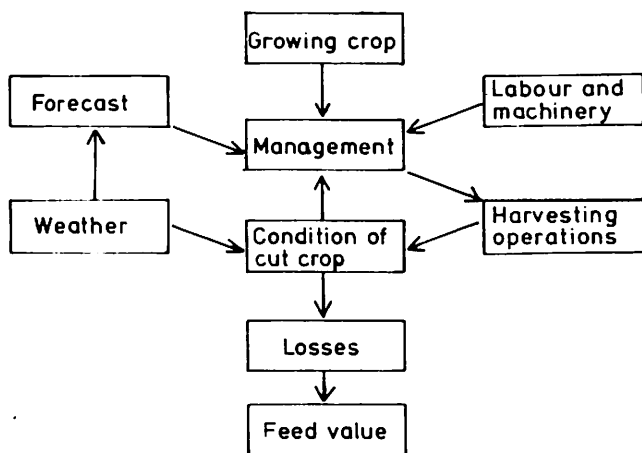 Growing crop
Forecast
Labour and
machinery
Management
Weather
Condition of
cut crop
Harvesting
operations
Losses
Feed value